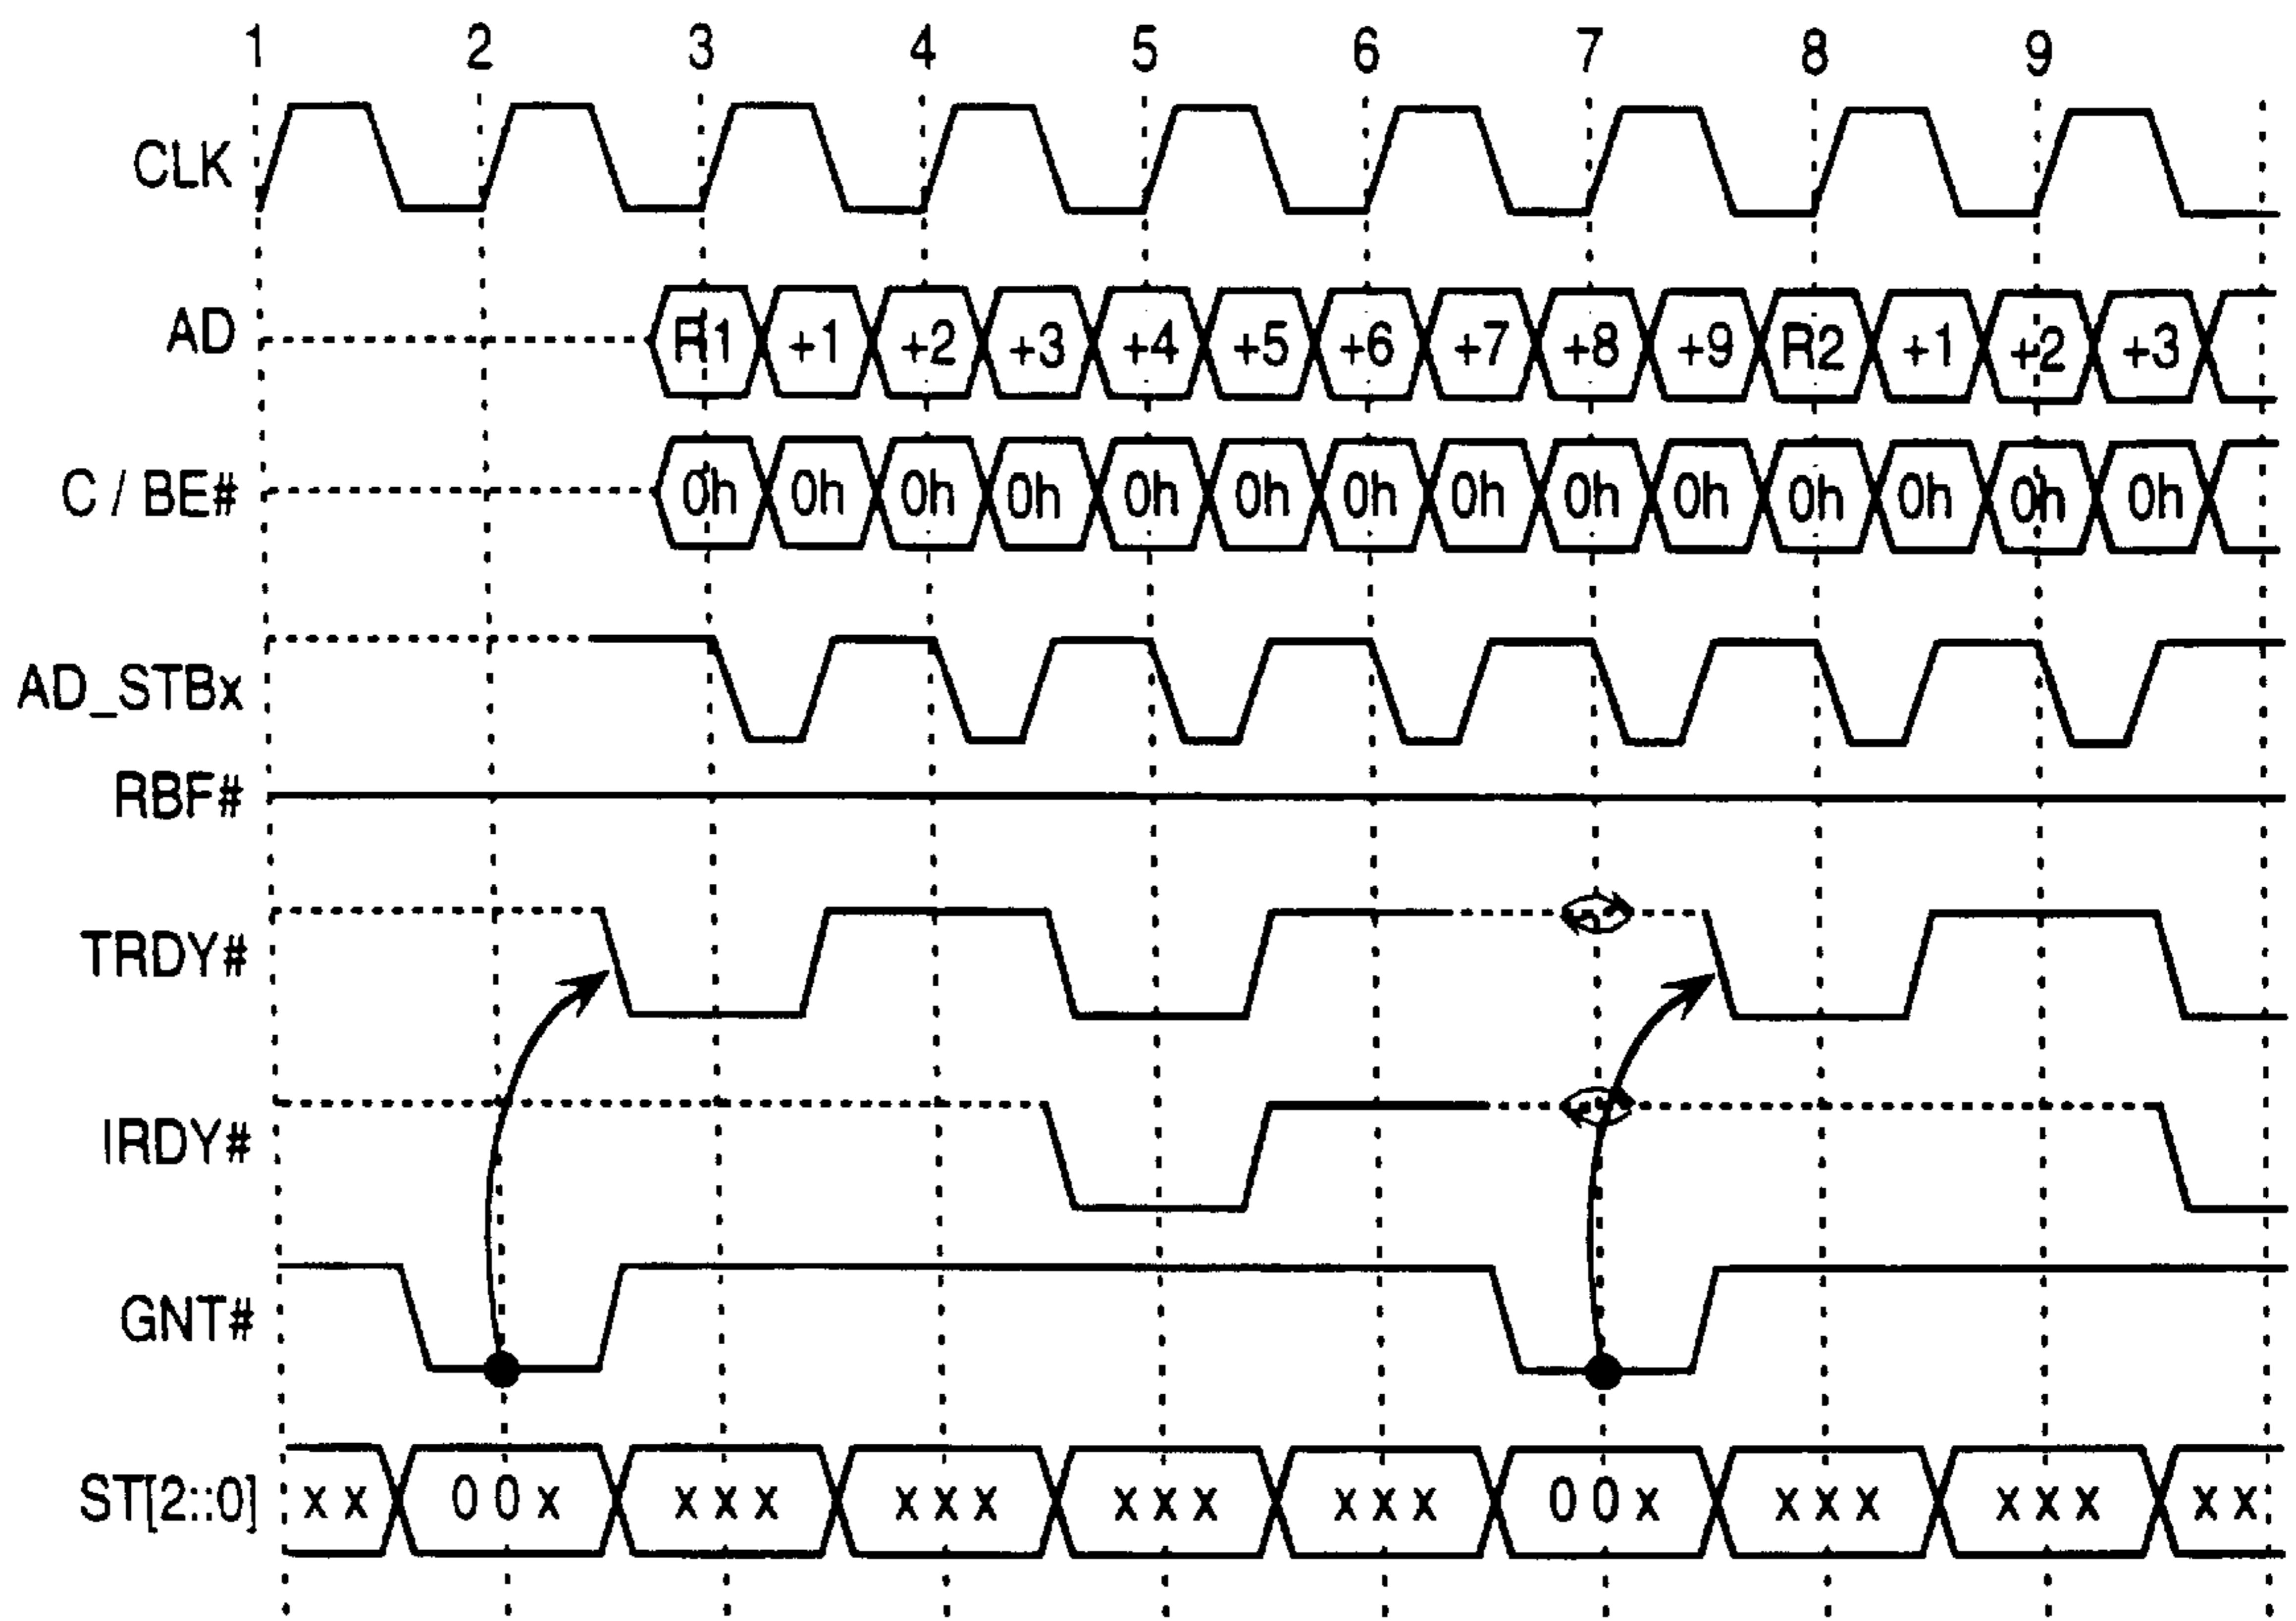 1 2 3 4 5 6 7 8 9
CLK
AD R1 +1 +2 +3 +4 +5 +6 +7 +8 +9 R2 +1 +2 +3
C / BE# 0h 0h 0h 0h 0h 0h 0h 0h 0h 0h 0h 0h 0h 0h
AD_STBx
RBF#
TRDY#
IRDY#
GNT#
ST[2::0] x x 0 0 x x x x x x x x x x x x x 0 0 x x x x x x x x x